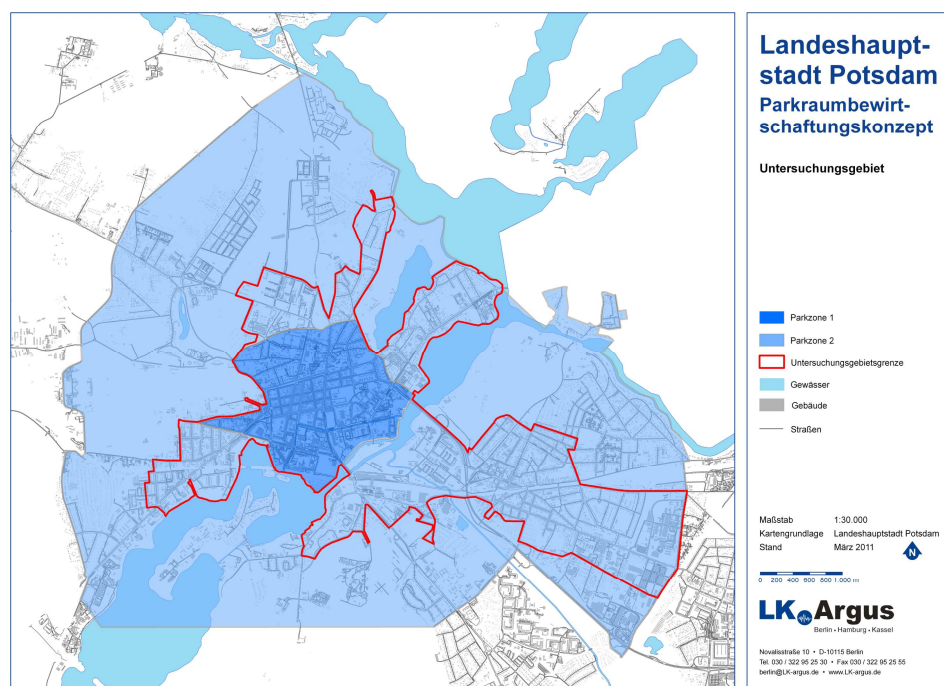 Landeshaupt-
stadt Potsdam
Parkraumbewirt-
schaftungskonzept
Untersuchungsgebiet
Parkzone 1
Parkzone 2
Untersuchungsgebietsgrenze
Gewässer
Gebäude
Straßen
Maßstab 1:30.000
Kartengrundlage Landeshauptstadt Potsdam
Stand März 2011
N
0 200 400 600 800 1.000 m
LK Argus
Berlin • Hamburg • Kassel
Novalisstraße 10 • D-10115 Berlin
Tel. 030 / 322 95 25 30 • Fax 030 / 322 95 25 55
berlin@LK-argus.de • www.LK-argus.de